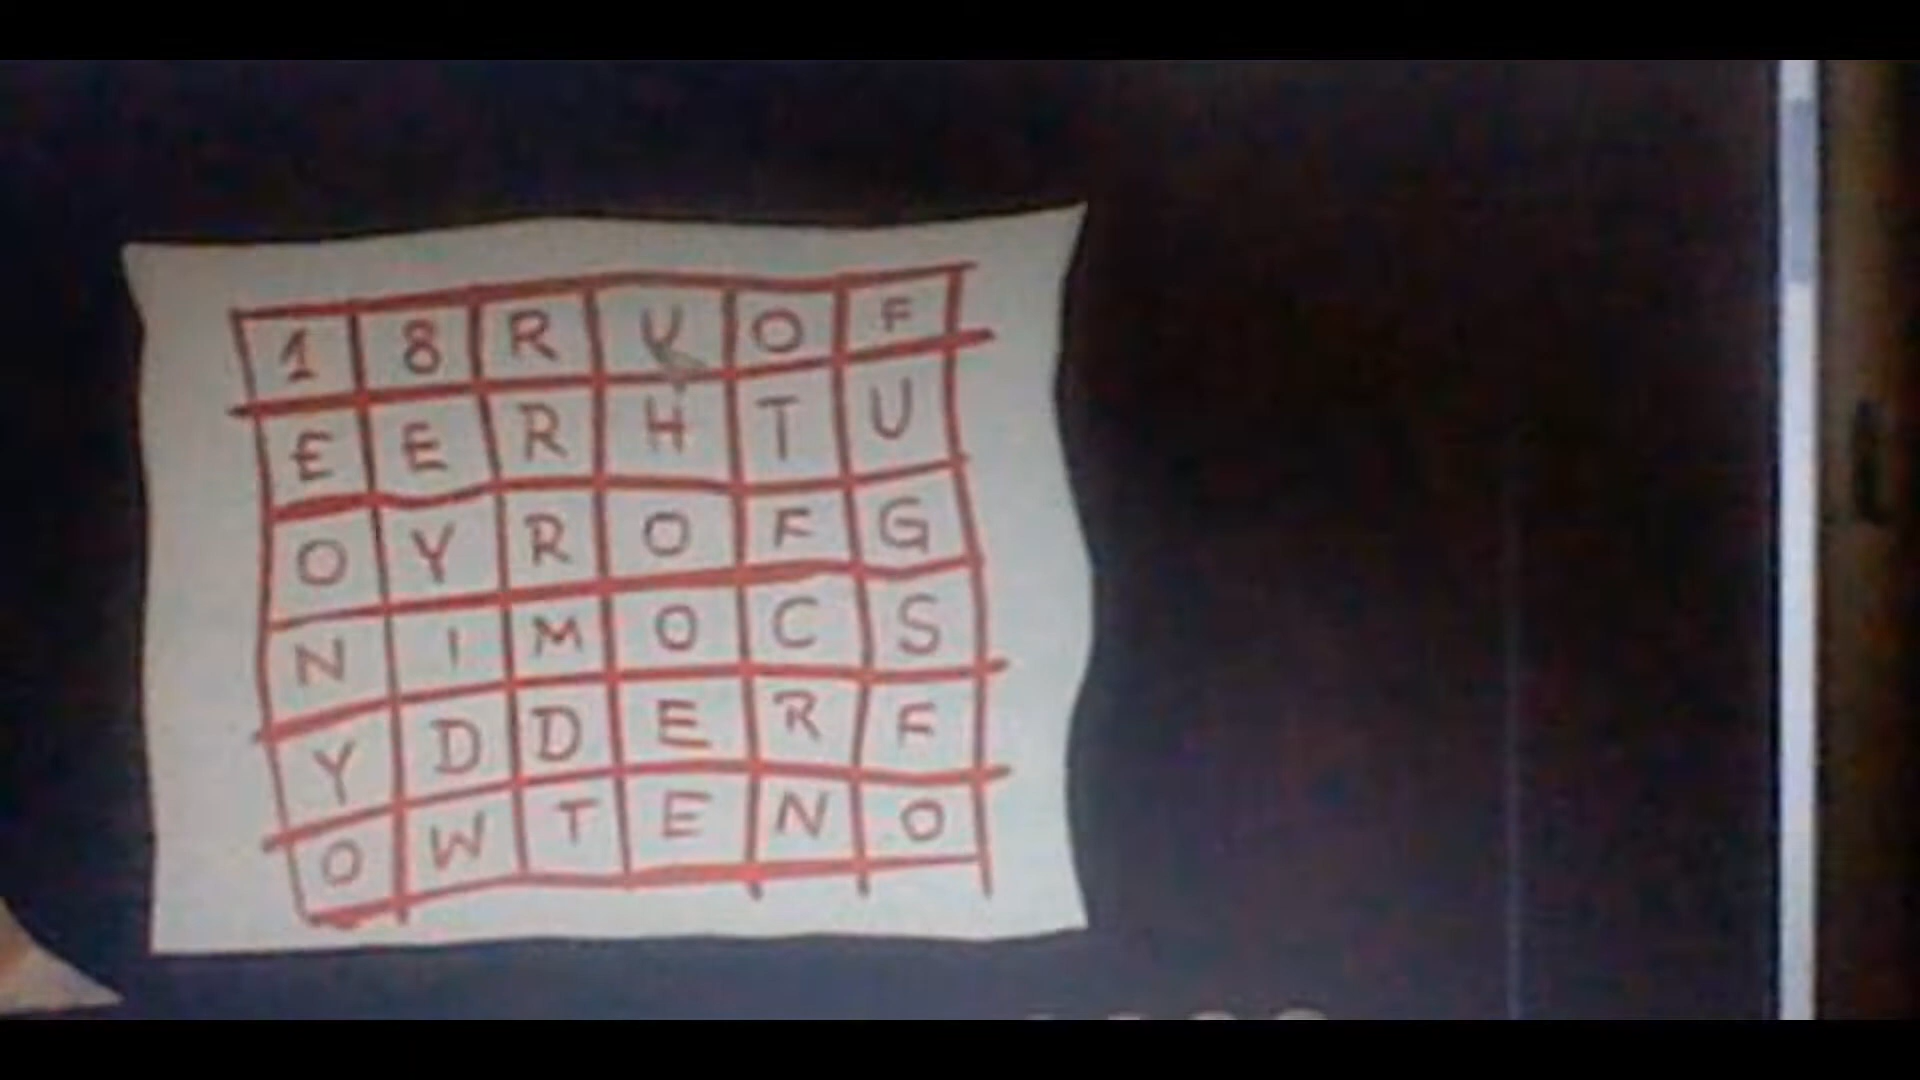 1 8 R U O F
E E R H T U
O Y R O F G
N I M O C S
Y D D E R F
O W T E N O